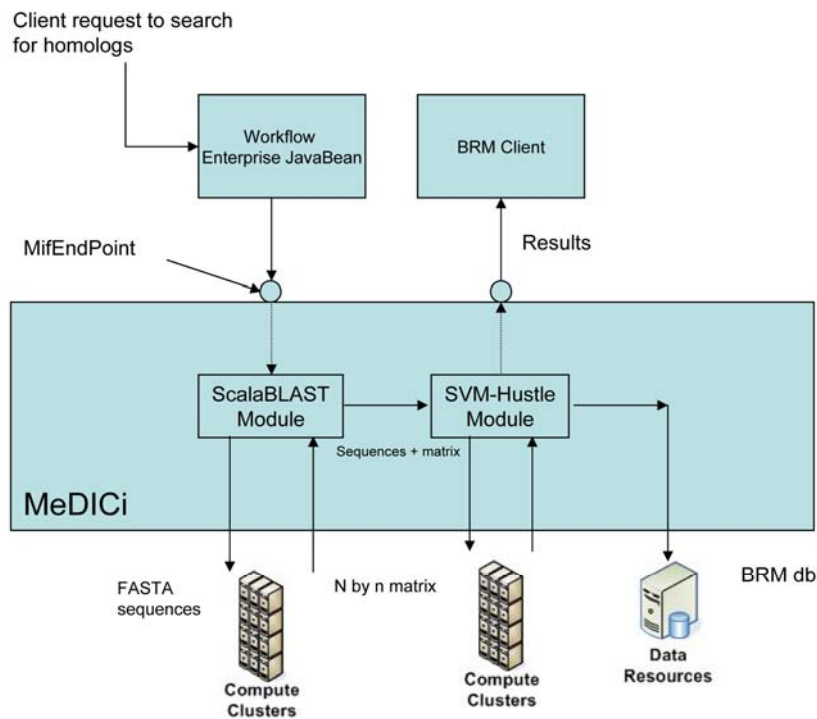 Client request to search
for homologs
Workflow
Enterprise JavaBean
BRM Client
MifEndPoint
Results
ScalaBLAST
Module
SVM-Hustle
Module
Sequences + matrix
MeDICi
FASTA
sequences
N by n matrix
BRM db
Compute
Clusters
Compute
Clusters
Data
Resources